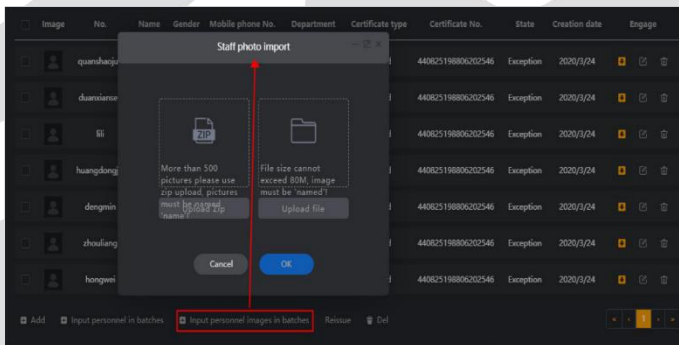 Image No. Name Gender Mobile phone No. Department Certificate type Certificate No. State Creation date Engage
Staff photo import
quanshaoju 440825198806202546 Exception 2020/3/24
duanxianse 440825198806202546 Exception 2020/3/24
ZIP
lili 440825198806202546 Exception 2020/3/24
More than 500
pictures please use
zip upload, pictures
must be named
'name'!
File size cannot
exceed 80M, image
must be 'named'!
huangdongj 440825198806202546 Exception 2020/3/24
Upload zip Upload file
dengmin 440825198806202546 Exception 2020/3/24
zhouliang 440825198806202546 Exception 2020/3/24
Cancel OK
hongwei 440825198806202546 Exception 2020/3/24
Add Input personnel in batches Input personnel images in batches Reissue Del
« ‹ 1 › »